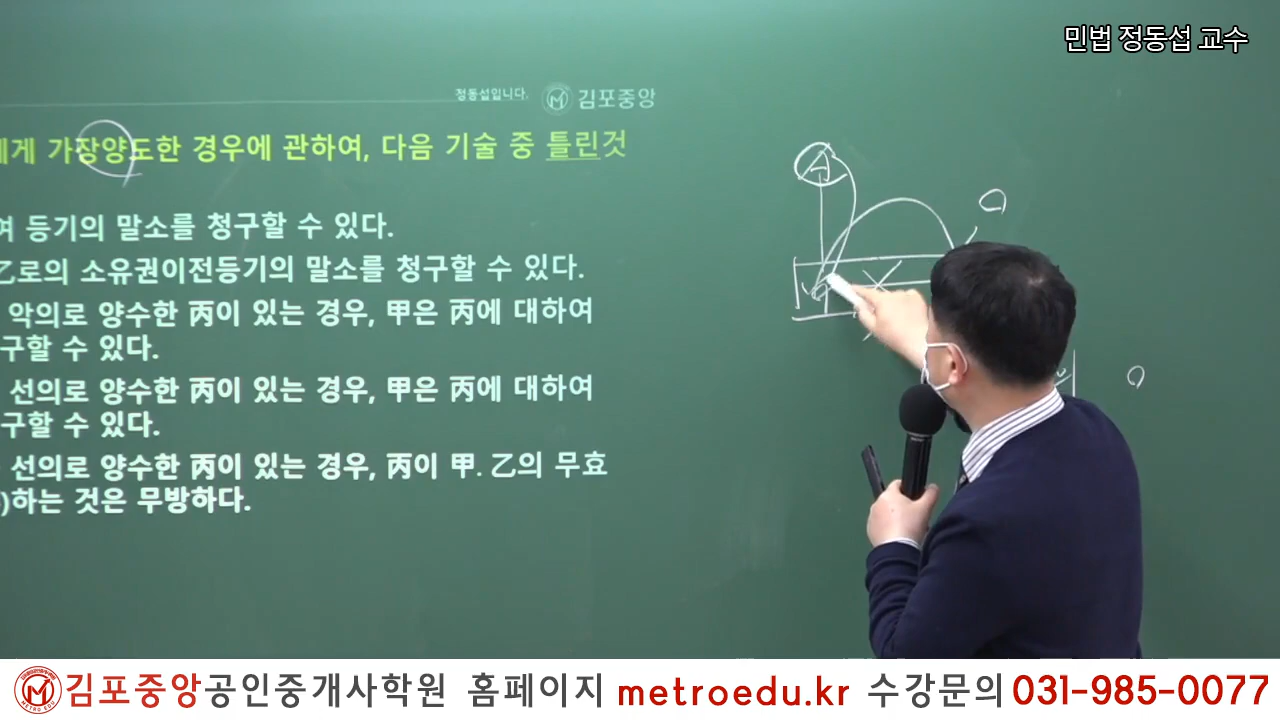 민법 정동섭 교수
정동섭입니다. 김포중앙
에게 가장양도한 경우에 관하여, 다음 기술 중 틀린것
여 등기의 말소를 청구할 수 있다.
乙로의 소유권이전등기의 말소를 청구할 수 있다.
악의로 양수한 丙이 있는 경우, 甲은 丙에 대하여
구할 수 있다.
선의로 양수한 丙이 있는 경우, 甲은 丙에 대하여
구할 수 있다.
선의로 양수한 丙이 있는 경우, 丙이 甲. 乙의 무효
)하는 것은 무방하다.
A
김포중앙공인중개사학원 홈페이지 metroedu.kr 수강문의 031-985-0077